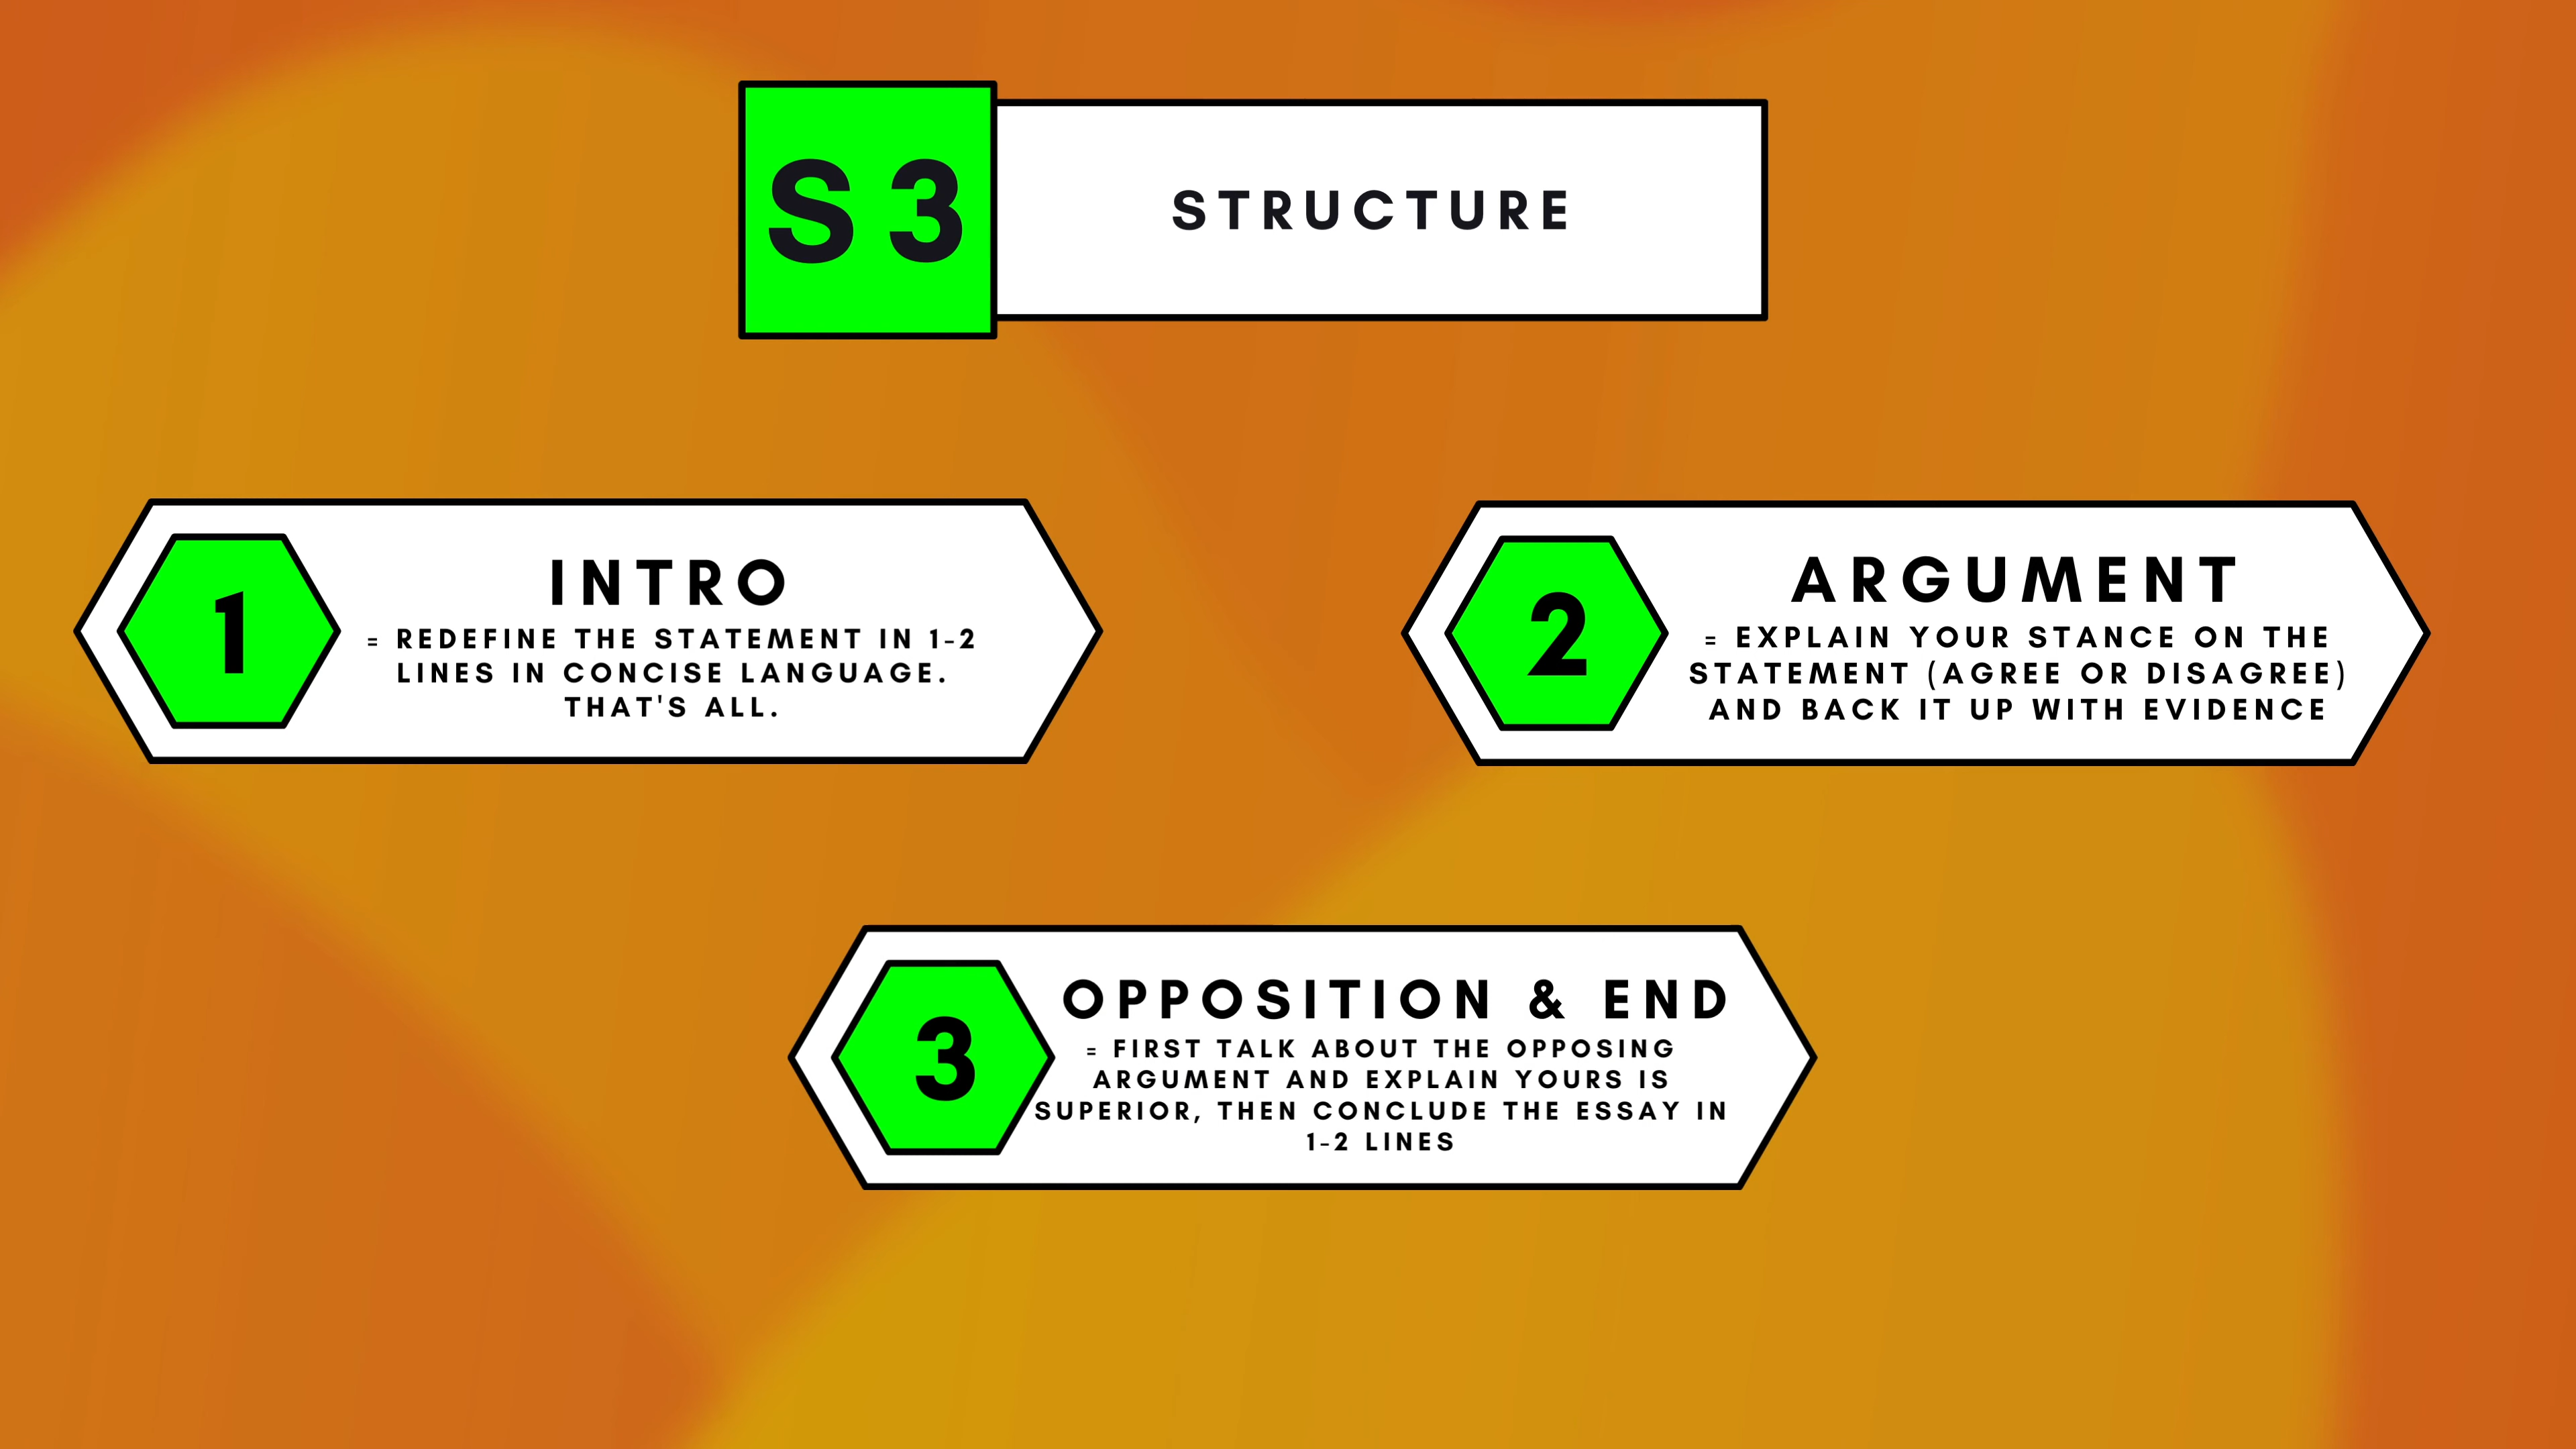 S3
STRUCTURE
1
INTRO
= REDEFINE THE STATEMENT IN 1-2
LINES IN CONCISE LANGUAGE.
THAT'S ALL.
2
ARGUMENT
= EXPLAIN YOUR STANCE ON THE
STATEMENT (AGREE OR DISAGREE)
AND BACK IT UP WITH EVIDENCE
3
OPPOSITION & END
= FIRST TALK ABOUT THE OPPOSING
ARGUMENT AND EXPLAIN YOURS IS
SUPERIOR, THEN CONCLUDE THE ESSAY IN
1-2 LINES